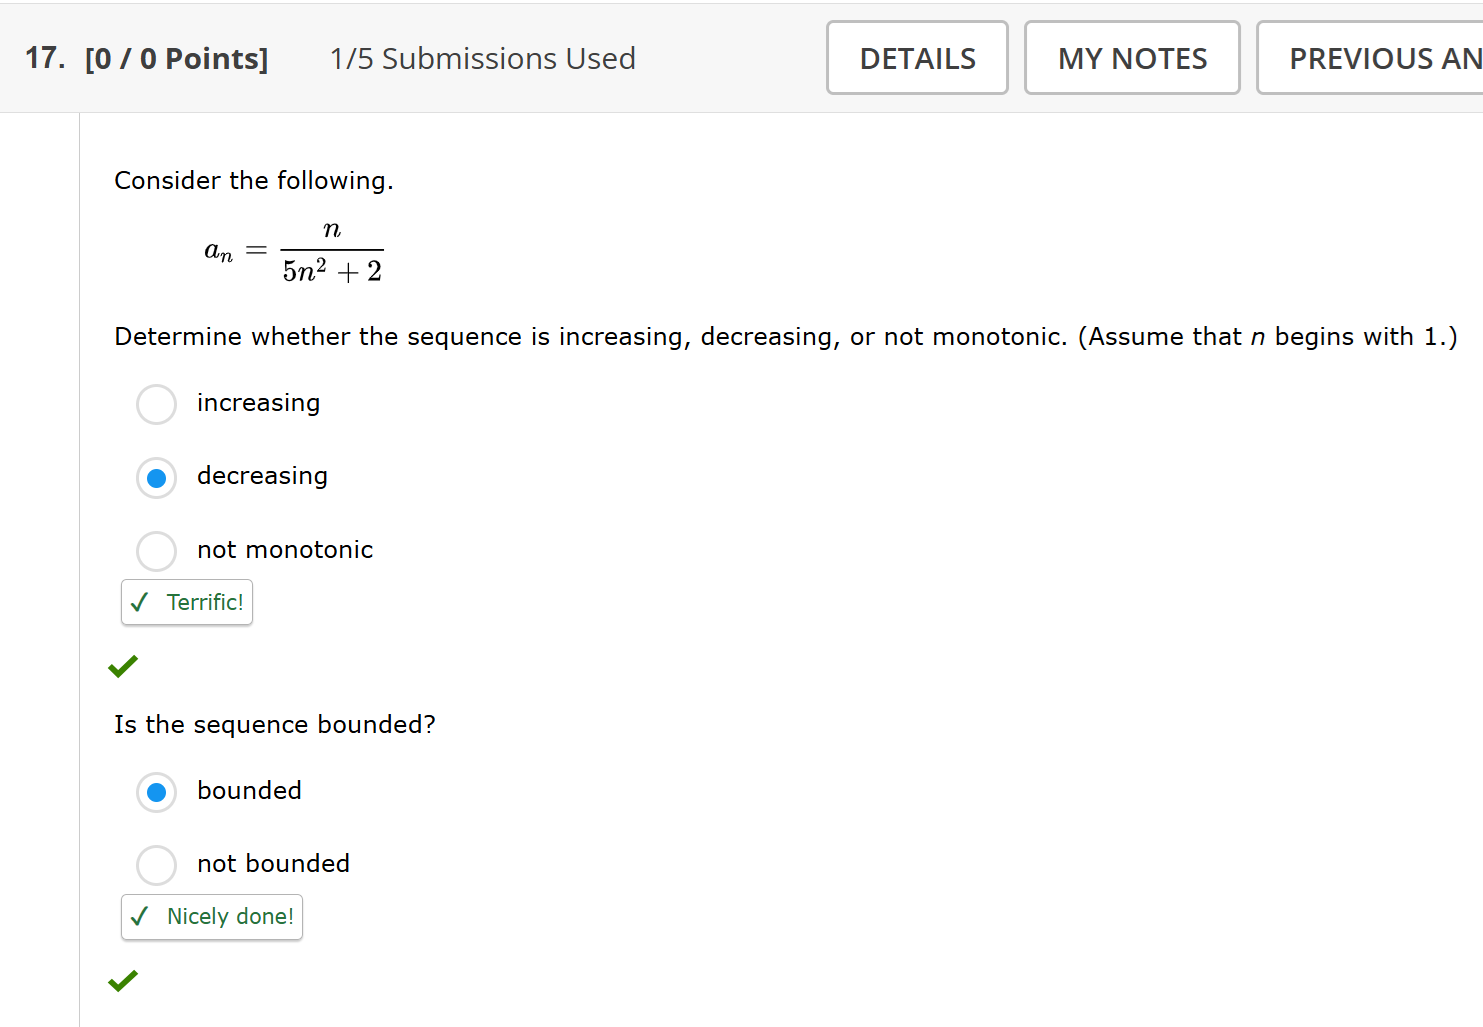 17. [0 / 0 Points] 1/5 Submissions Used DETAILS MY NOTES PREVIOUS AN
Consider the following.
aₙ = n / (5n² + 2)
Determine whether the sequence is increasing, decreasing, or not monotonic. (Assume that n begins with 1.)
increasing
decreasing
not monotonic
✓ Terrific!
Is the sequence bounded?
bounded
not bounded
✓ Nicely done!